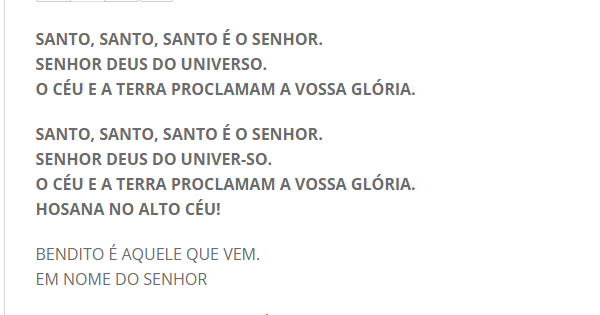 SANTO, SANTO, SANTO É O SENHOR.
SENHOR DEUS DO UNIVERSO.
O CÉU E A TERRA PROCLAMAM A VOSSA GLÓRIA.
SANTO, SANTO, SANTO É O SENHOR.
SENHOR DEUS DO UNIVER-SO.
O CÉU E A TERRA PROCLAMAM A VOSSA GLÓRIA.
HOSANA NO ALTO CÉU!
BENDITO É AQUELE QUE VEM.
EM NOME DO SENHOR